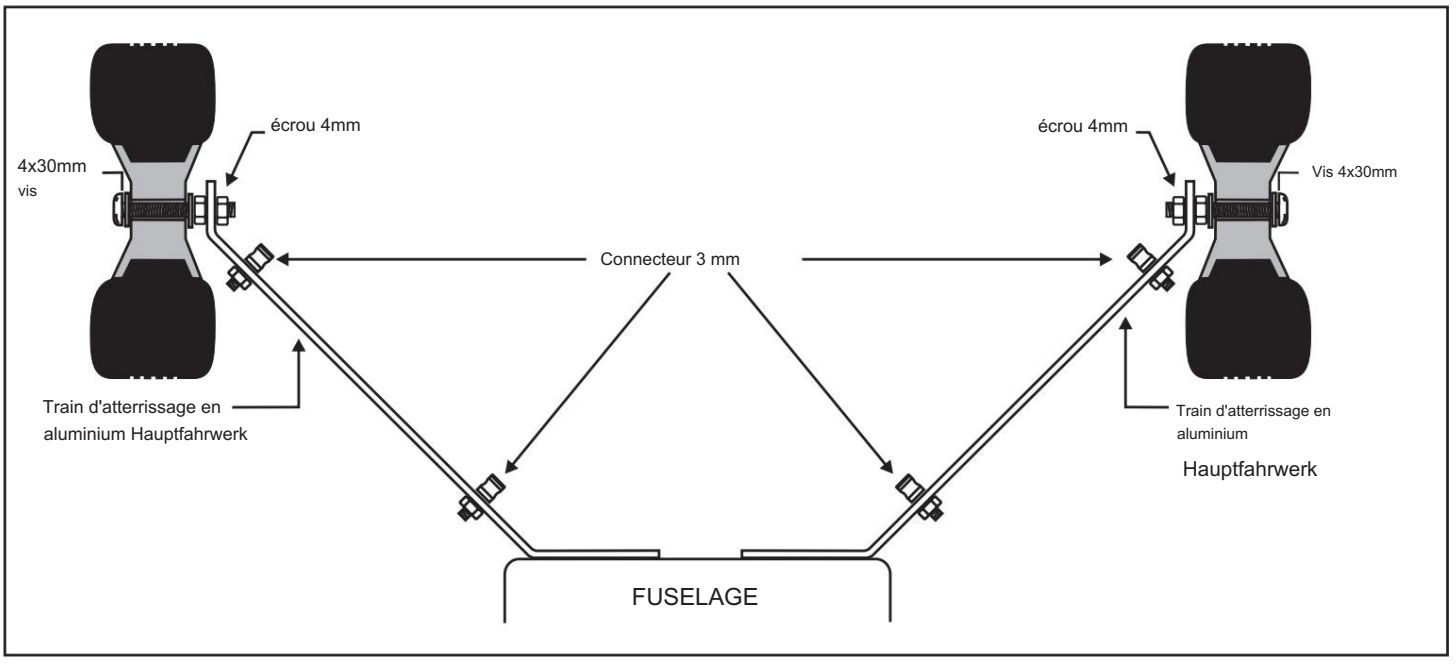 écrou 4mm
écrou 4mm
4x30mm
vis
Vis 4x30mm
Connecteur 3 mm
Train d'atterrissage en
aluminium Hauptfahrwerk
Train d'atterrissage en
aluminium
Hauptfahrwerk
FUSELAGE